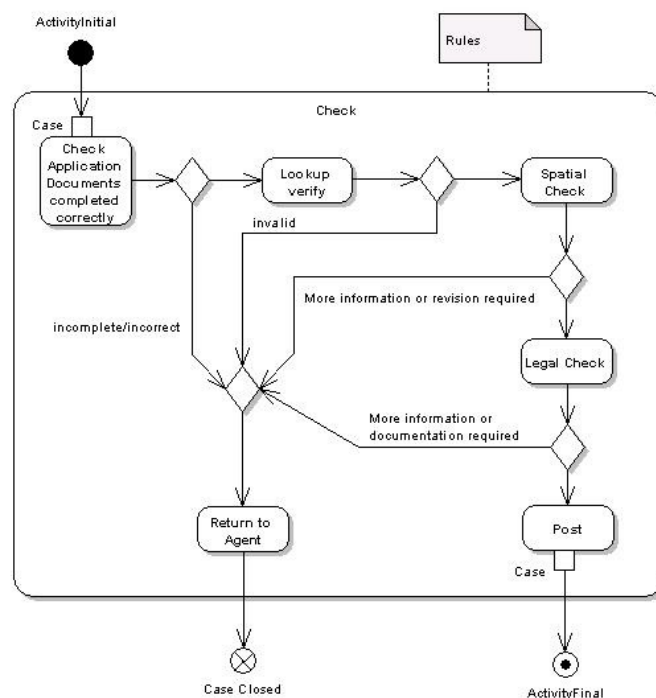 ActivityInitial
Rules
Check
Case
Check
Application
Documents
completed
correctly
Lookup
verify
Spatial
Check
invalid
More information or revision required
incomplete/incorrect
Legal Check
More information or
documentation required
Return to
Agent
Post
Case
Case Closed
ActivityFinal